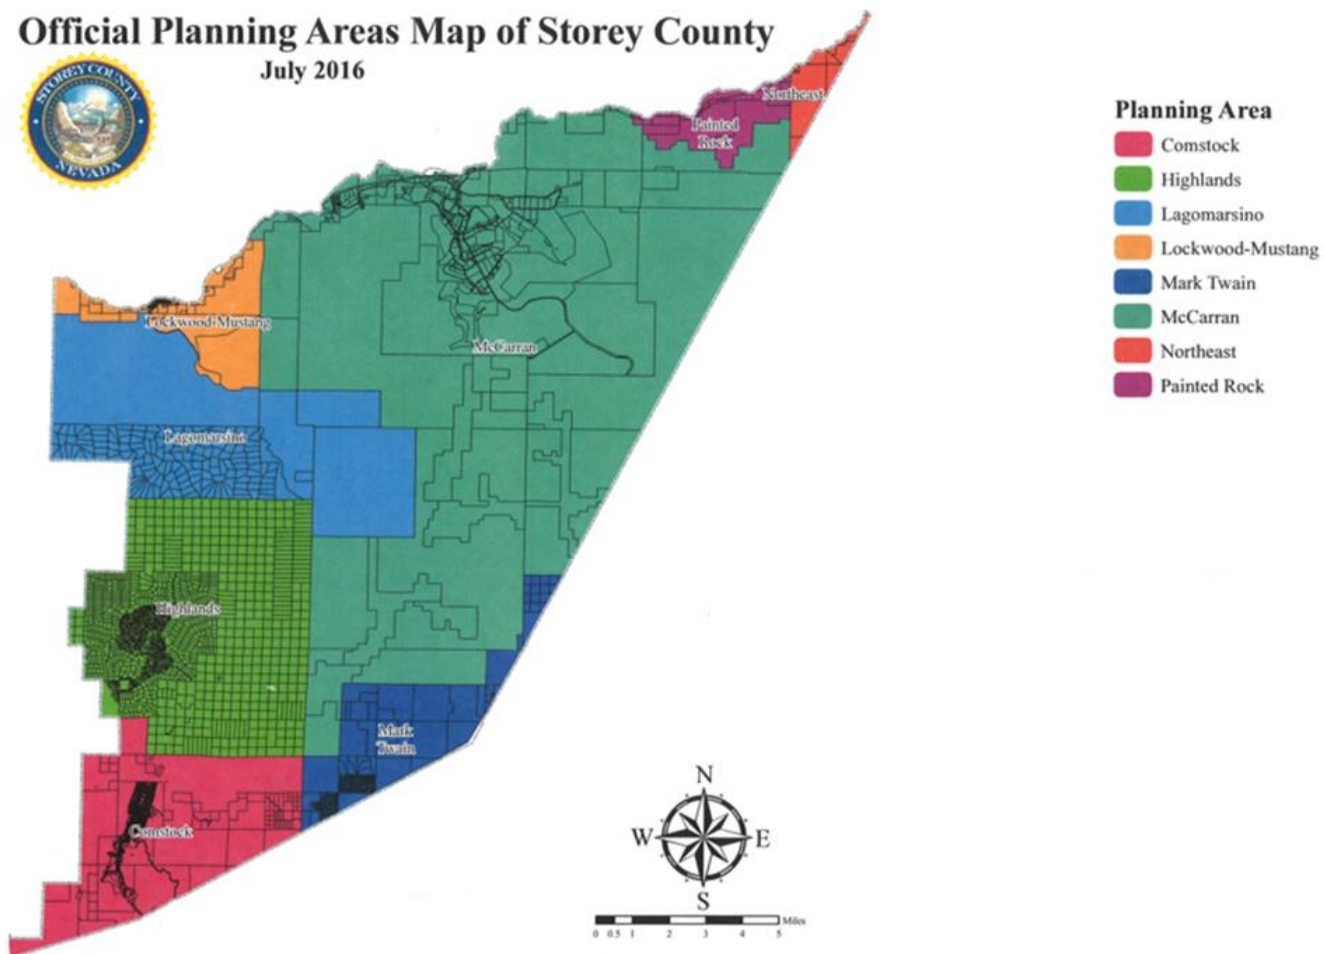 Official Planning Areas Map of Storey County
July 2016
STOREY COUNTY
NEVADA
Northeast
Painted
Rock
Lockwood-Mustang
McCarran
Lagomarsino
Highlands
Mark
Twain
Comstock
Planning Area
Comstock
Highlands
Lagomarsino
Lockwood-Mustang
Mark Twain
McCarran
Northeast
Painted Rock
N
W E
S
Miles
0 0.5 1 2 3 4 5